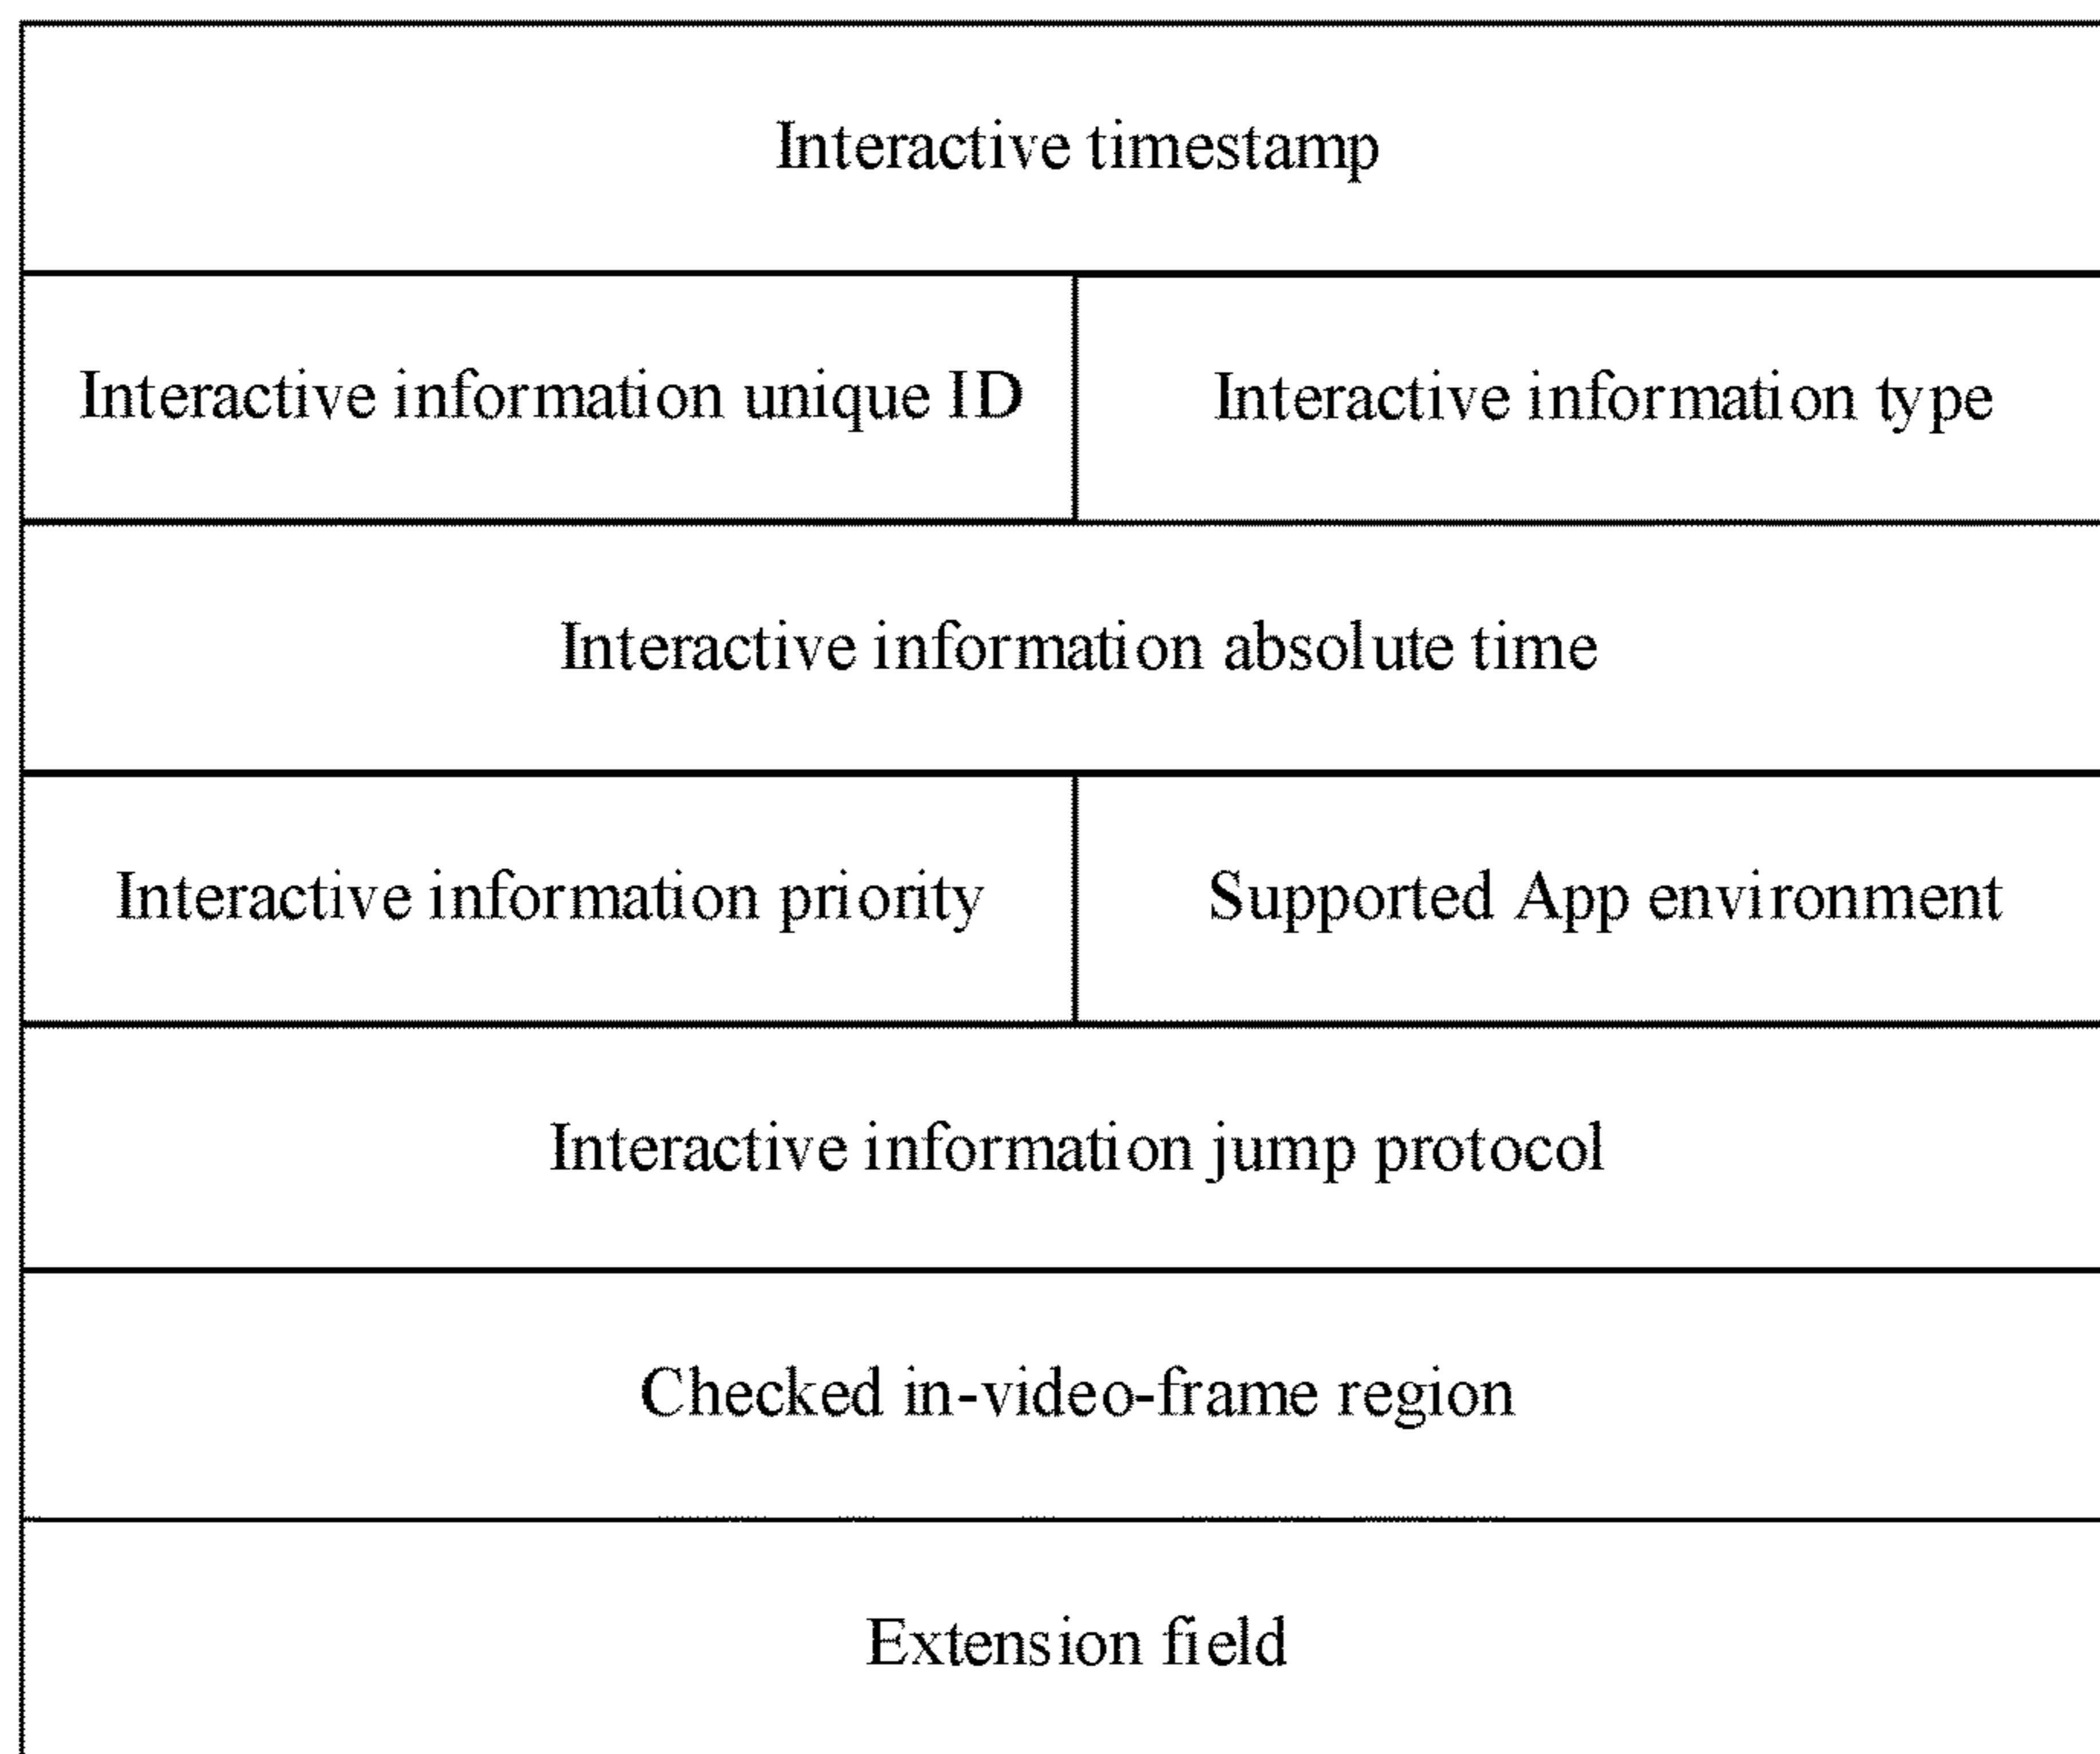 Interactive timestamp
Interactive information unique ID
Interactive information type
Interactive information absolute time
Interactive information priority
Supported App environment
Interactive information jump protocol
Checked in-video-frame region
Extension field